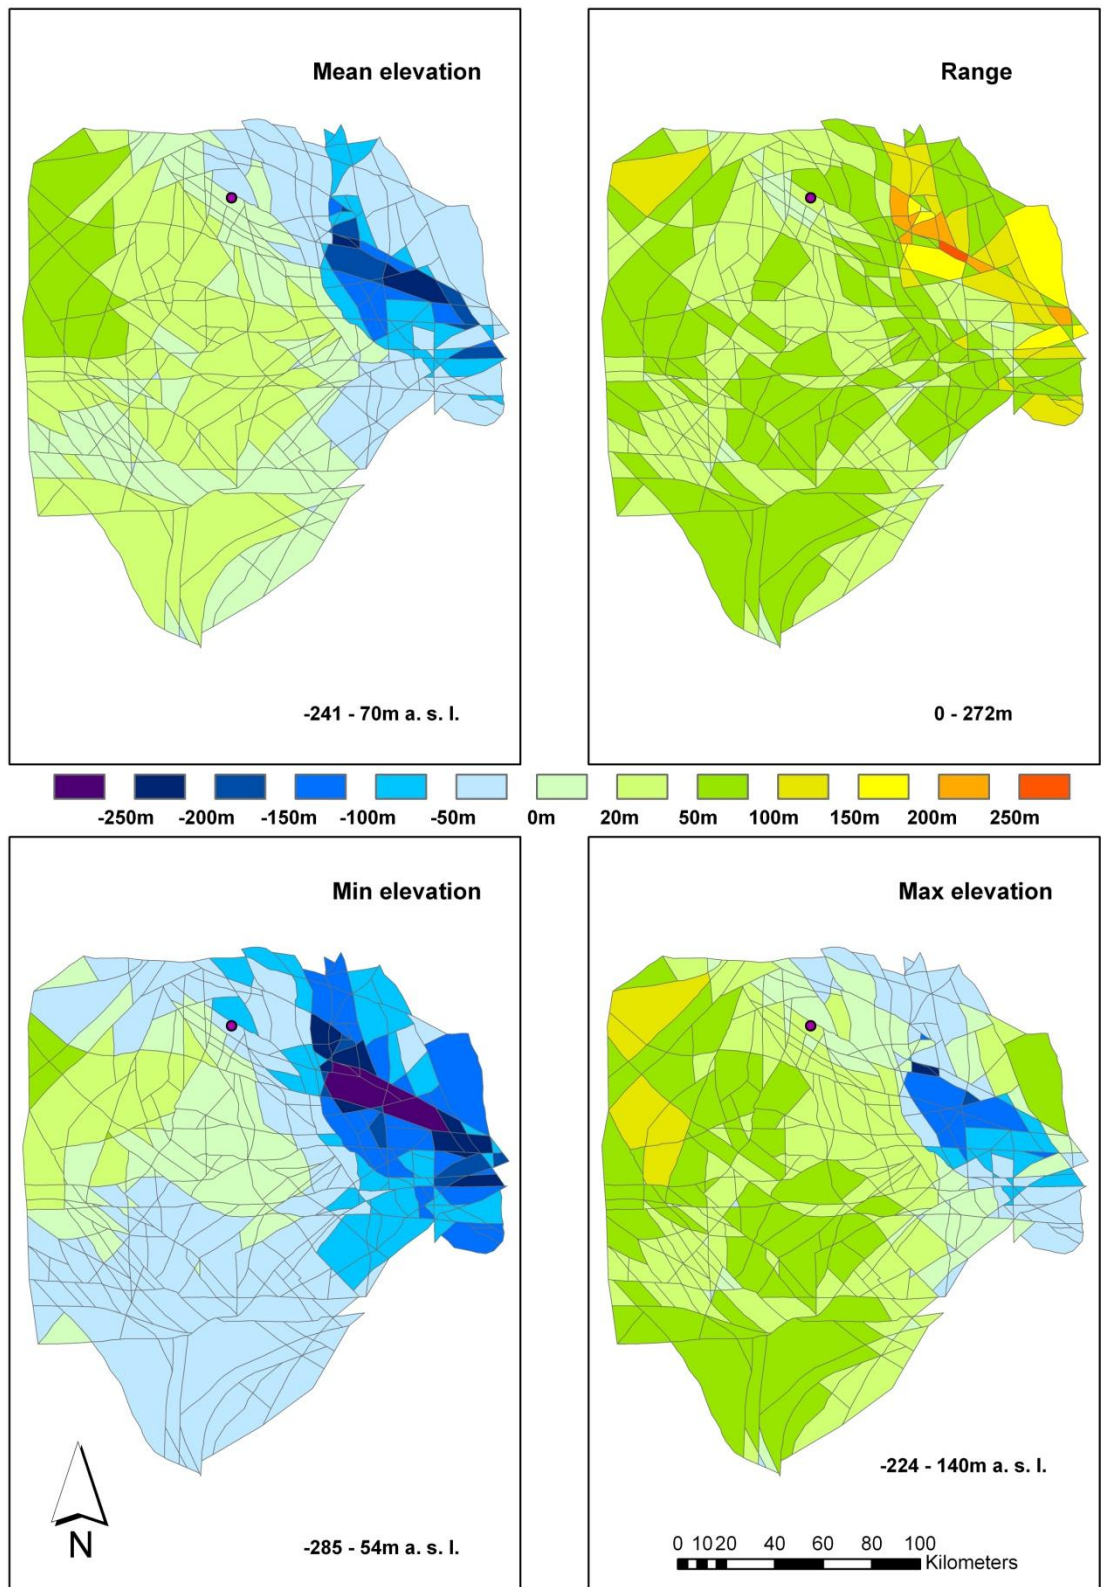 Mean elevation
Range
-241 - 70m a. s. l.
0 - 272m
-250m -200m -150m -100m -50m 0m 20m 50m 100m 150m 200m 250m
Min elevation
Max elevation
-224 - 140m a. s. l.
N
-285 - 54m a. s. l.
0 10 20 40 60 80 100
Kilometers